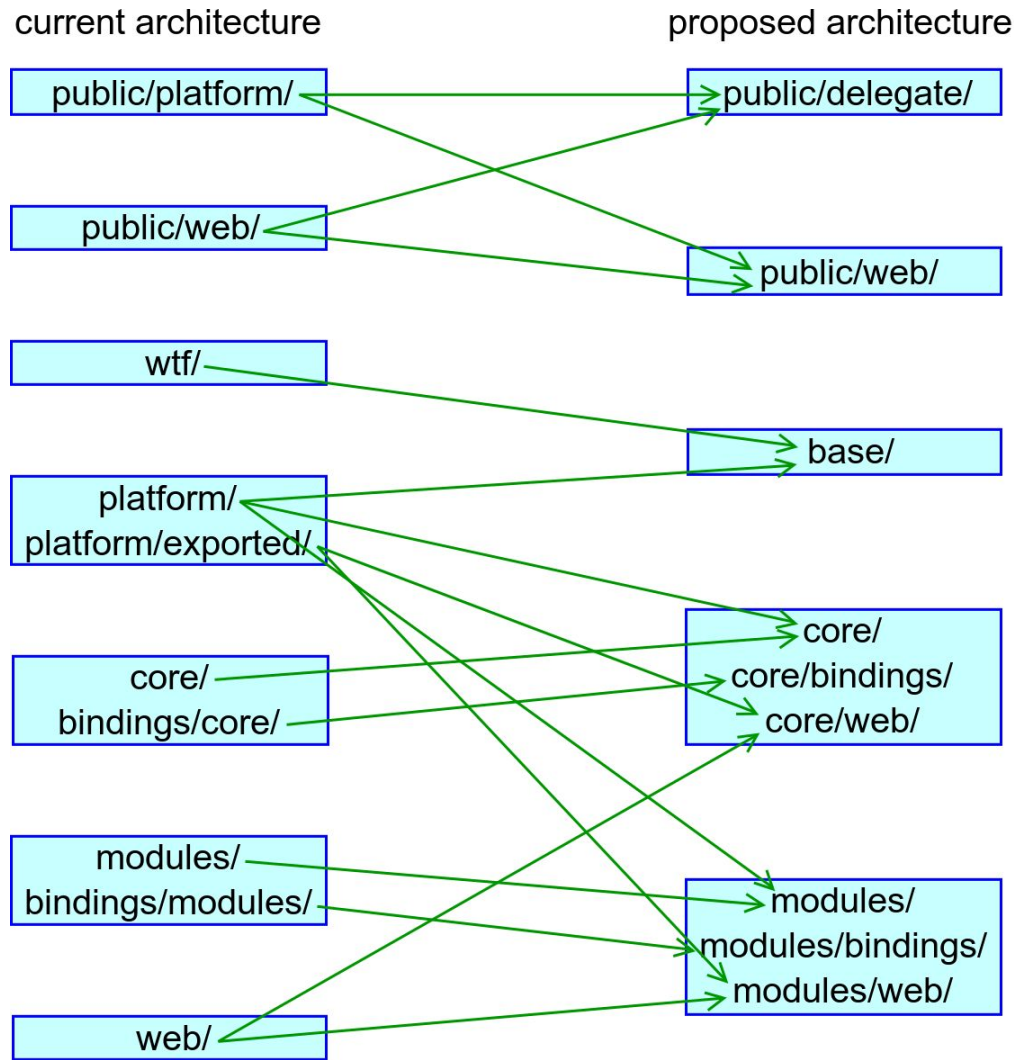 current architecture
proposed architecture
public/platform/
public/delegate/
public/web/
public/web/
wtf/
base/
platform/
platform/exported/
core/
core/bindings/
core/web/
core/
bindings/core/
modules/
bindings/modules/
modules/
modules/bindings/
modules/web/
web/